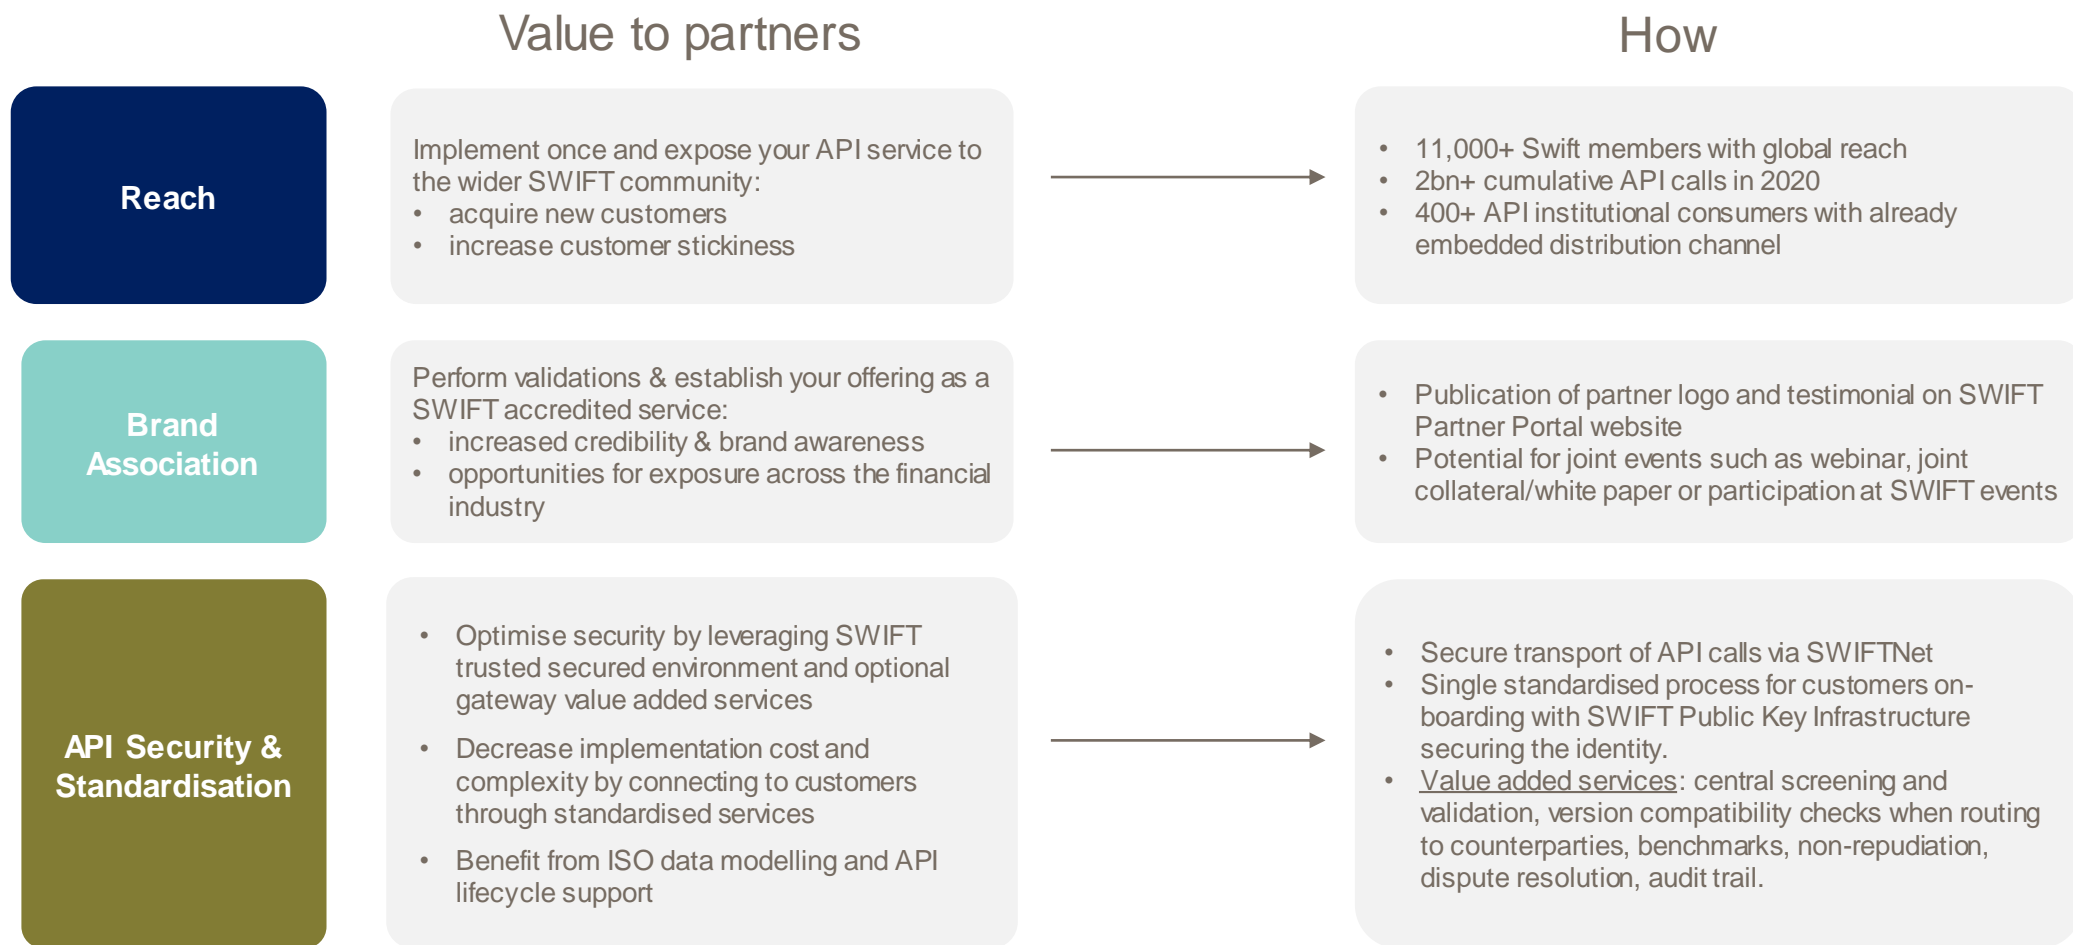 Value to partners
How
Reach
Implement once and expose your API service to
the wider SWIFT community:
• acquire new customers
• increase customer stickiness
• 11,000+ Swift members with global reach
• 2bn+ cumulative API calls in 2020
• 400+ API institutional consumers with already
embedded distribution channel
Brand
Association
Perform validations & establish your offering as a
SWIFT accredited service:
• increased credibility & brand awareness
• opportunities for exposure across the financial
industry
• Publication of partner logo and testimonial on SWIFT
Partner Portal website
• Potential for joint events such as webinar, joint
collateral/white paper or participation at SWIFT events
API Security &
Standardisation
• Optimise security by leveraging SWIFT
trusted secured environment and optional
gateway value added services
• Decrease implementation cost and
complexity by connecting to customers
through standardised services
• Benefit from ISO data modelling and API
lifecycle support
• Secure transport of API calls via SWIFTNet
• Single standardised process for customers on-
boarding with SWIFT Public Key Infrastructure
securing the identity.
• Value added services: central screening and
validation, version compatibility checks when routing
to counterparties, benchmarks, non-repudiation,
dispute resolution, audit trail.